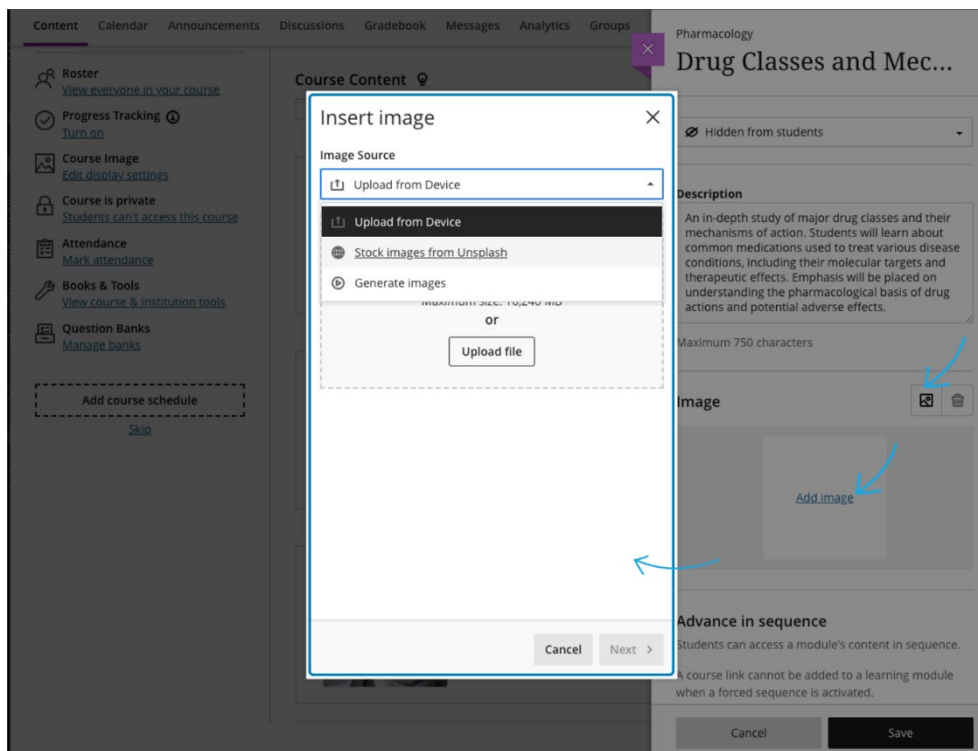 Content Calendar Announcements Discussions Gradebook Messages Analytics Groups
Roster
View everyone in your course
Progress Tracking
Turn on
Course Image
Edit display settings
Course is private
Students can't access this course
Attendance
Mark attendance
Books & Tools
View course & institution tools
Question Banks
Manage banks
Add course schedule
Skip
Course Content
Insert image
Image Source
Upload from Device
Upload from Device
Stock images from Unsplash
Generate images
or
Upload file
Cancel
Next
Pharmacology
Drug Classes and Mec...
Hidden from students
Description
An in-depth study of major drug classes and their
mechanisms of action. Students will learn about
common medications used to treat various disease
conditions, including their molecular targets and
therapeutic effects. Emphasis will be placed on
understanding the pharmacological basis of drug
actions and potential adverse effects.
Maximum 750 characters
Image
Add image
Advance in sequence
Students can access a module's content in sequence.
A course link cannot be added to a learning module
when a forced sequence is activated.
Cancel
Save